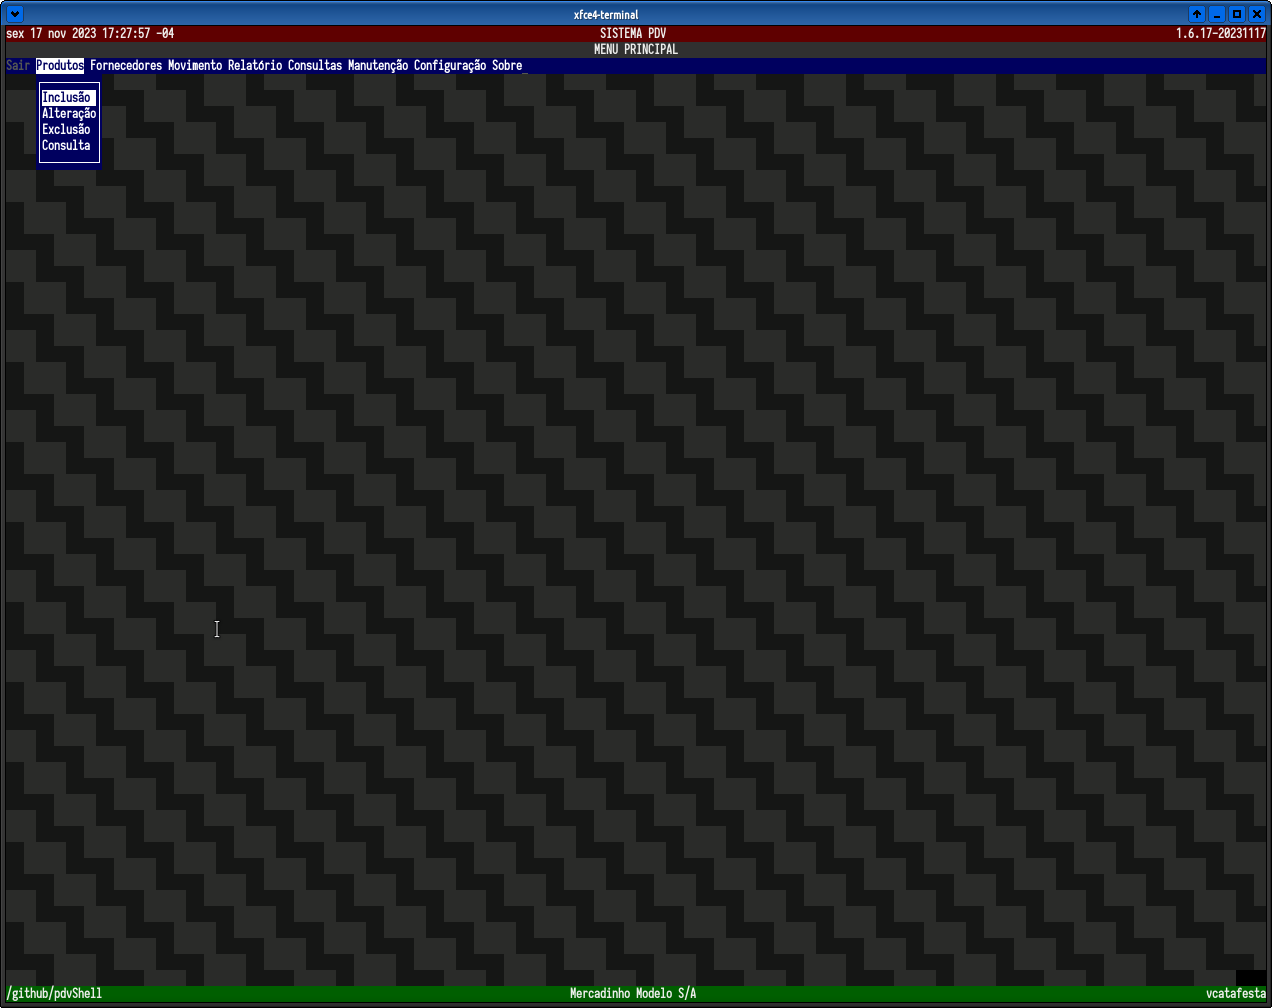 xfce4-terminal
sex 17 nov 2023 17:27:57 -04 SISTEMA PDV 1.6.17-20231117
MENU PRINCIPAL
Sair Produtos Fornecedores Movimento Relatório Consultas Manutenção Configuração Sobre_
Inclusão
Alteração
Exclusão
Consulta
/github/pdvShell Mercadinho Modelo S/A vcatafesta